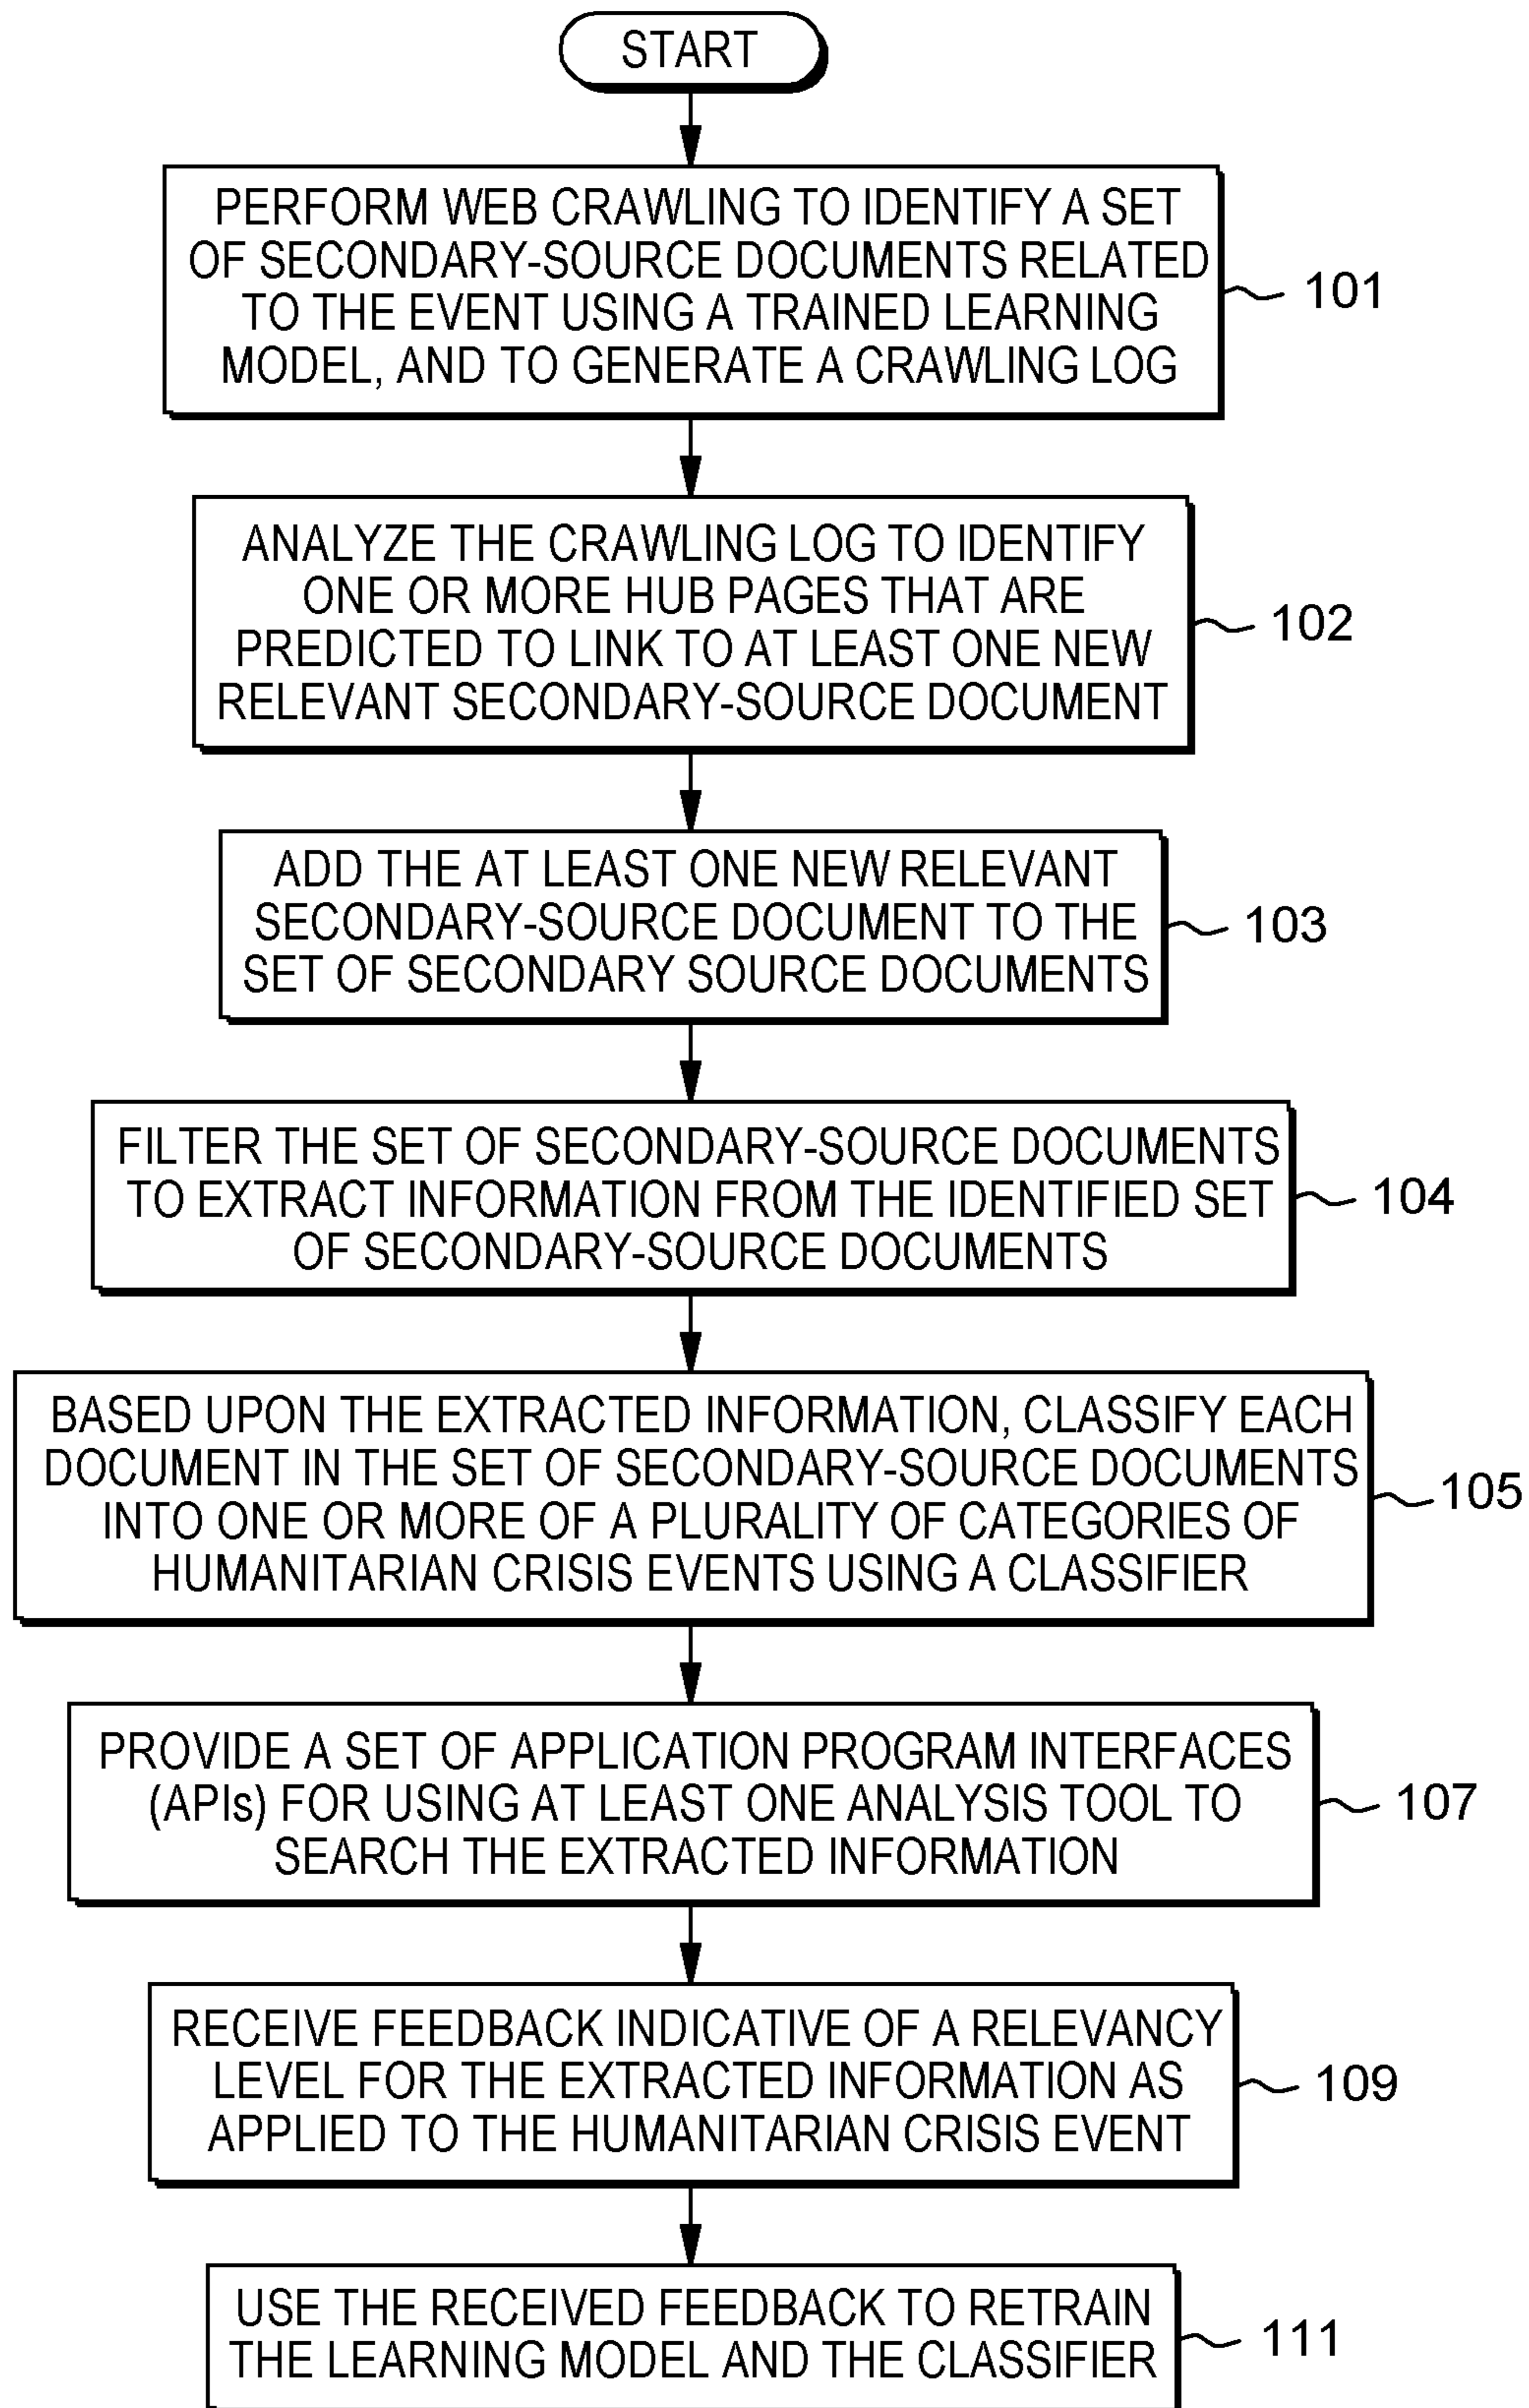 START
PERFORM WEB CRAWLING TO IDENTIFY A SET
OF SECONDARY-SOURCE DOCUMENTS RELATED
TO THE EVENT USING A TRAINED LEARNING
MODEL, AND TO GENERATE A CRAWLING LOG
101
ANALYZE THE CRAWLING LOG TO IDENTIFY
ONE OR MORE HUB PAGES THAT ARE
PREDICTED TO LINK TO AT LEAST ONE NEW
RELEVANT SECONDARY-SOURCE DOCUMENT
102
ADD THE AT LEAST ONE NEW RELEVANT
SECONDARY-SOURCE DOCUMENT TO THE
SET OF SECONDARY SOURCE DOCUMENTS
103
FILTER THE SET OF SECONDARY-SOURCE DOCUMENTS
TO EXTRACT INFORMATION FROM THE IDENTIFIED SET
OF SECONDARY-SOURCE DOCUMENTS
104
BASED UPON THE EXTRACTED INFORMATION, CLASSIFY EACH
DOCUMENT IN THE SET OF SECONDARY-SOURCE DOCUMENTS
INTO ONE OR MORE OF A PLURALITY OF CATEGORIES OF
HUMANITARIAN CRISIS EVENTS USING A CLASSIFIER
105
PROVIDE A SET OF APPLICATION PROGRAM INTERFACES
(APIs) FOR USING AT LEAST ONE ANALYSIS TOOL TO
SEARCH THE EXTRACTED INFORMATION
107
RECEIVE FEEDBACK INDICATIVE OF A RELEVANCY
LEVEL FOR THE EXTRACTED INFORMATION AS
APPLIED TO THE HUMANITARIAN CRISIS EVENT
109
USE THE RECEIVED FEEDBACK TO RETRAIN
THE LEARNING MODEL AND THE CLASSIFIER
111